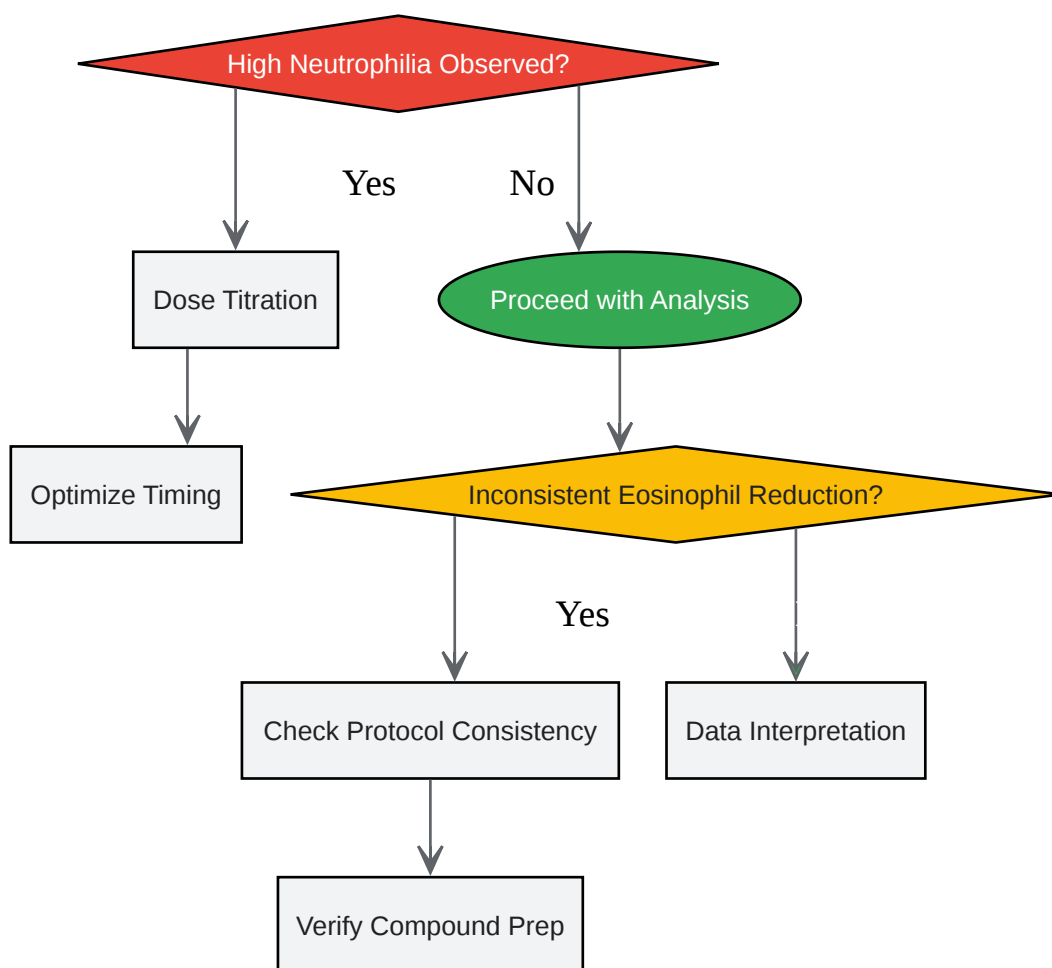 High Neutrophilia Observed?
Yes
No
Dose Titration
Proceed with Analysis
Optimize Timing
Inconsistent Eosinophil Reduction?
Yes
Check Protocol Consistency
Data Interpretation
Verify Compound Prep